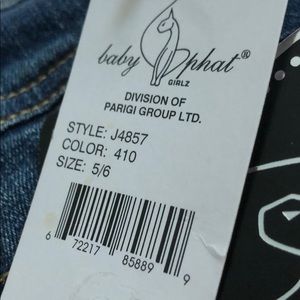 baby phat®
GIRLZ
DIVISION OF
PARIGI GROUP LTD.
STYLE: J4857
COLOR: 410
SIZE: 5/6
6 72217 85889 9